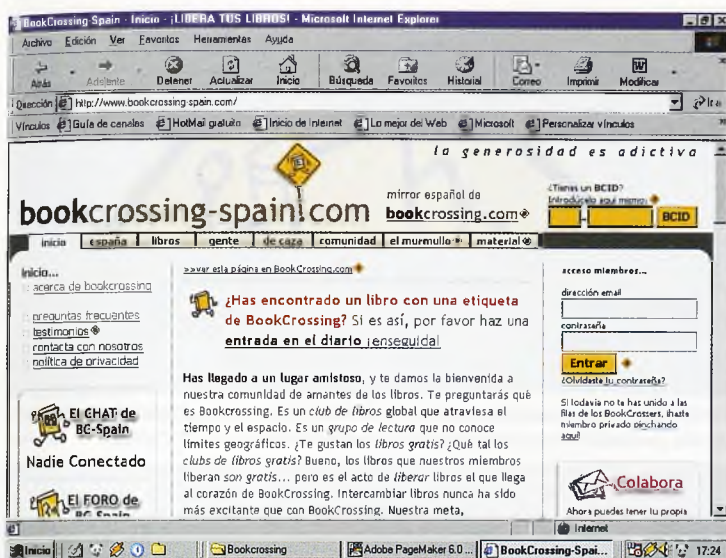 BookCrossing Spain - Inicio - ¡LIBERA TUS LIBROS! - Microsoft Internet Explorer
Archivo Edición Ver Favoritos Herramientas Ayuda
Atrás Adelante Detener Actualizar Inicio Búsqueda Favoritos Historial Correo Imprimir Modificar
Dirección http://www.bookcrossing-spain.com/ Ir a
Vínculos Guía de canales HotMail gratuito Inicio de Internet Lo mejor del Web Microsoft Personalizar vínculos
la generosidad es adictiva
bookcrossing-spain.com
mirror español de
bookcrossing.com
¿Tienes un BCID?
Introdúcelo aquí mismo:
BCID
inicio españa libros gente de caza comunidad el murmullo material
Inicio...
acerca de bookcrossing
preguntas frecuentes
testimonios
contacta con nosotros
política de privacidad
El CHAT de
BC-Spain
Nadie Conectado
El FORO de
BC Spain
>>ver esta página en BookCrossing.com
¿Has encontrado un libro con una etiqueta
de BookCrossing? Si es así, por favor haz una
entrada en el diario ¡enseguida!
Has llegado a un lugar amistoso, y te damos la bienvenida a
nuestra comunidad de amantes de los libros. Te preguntarás qué
es Bookcrossing. Es un club de libros global que atraviesa el
tiempo y el espacio. Es un grupo de lectura que no conoce
límites geográficos. ¿Te gustan los libros gratis? ¿Qué tal los
clubs de libros gratis? Bueno, los libros que nuestros miembros
liberan son gratis... pero es el acto de liberar libros el que llega
al corazón de BookCrossing. Intercambiar libros nunca ha sido
más excitante que con BookCrossing. Nuestra meta,
acceso miembros...
dirección email
contraseña
Entrar
¿Olvidaste tu contraseña?
Si todavía no te has unido a las
filas de los BookCrossers, ¡hazte
miembro privado pinchando
aquí!
Colabora
Ahora puedes tener tu propia
Internet
Inicio Bookcrossing Adobe PageMaker 6.0 ... BookCrossing-Spa... 17:24